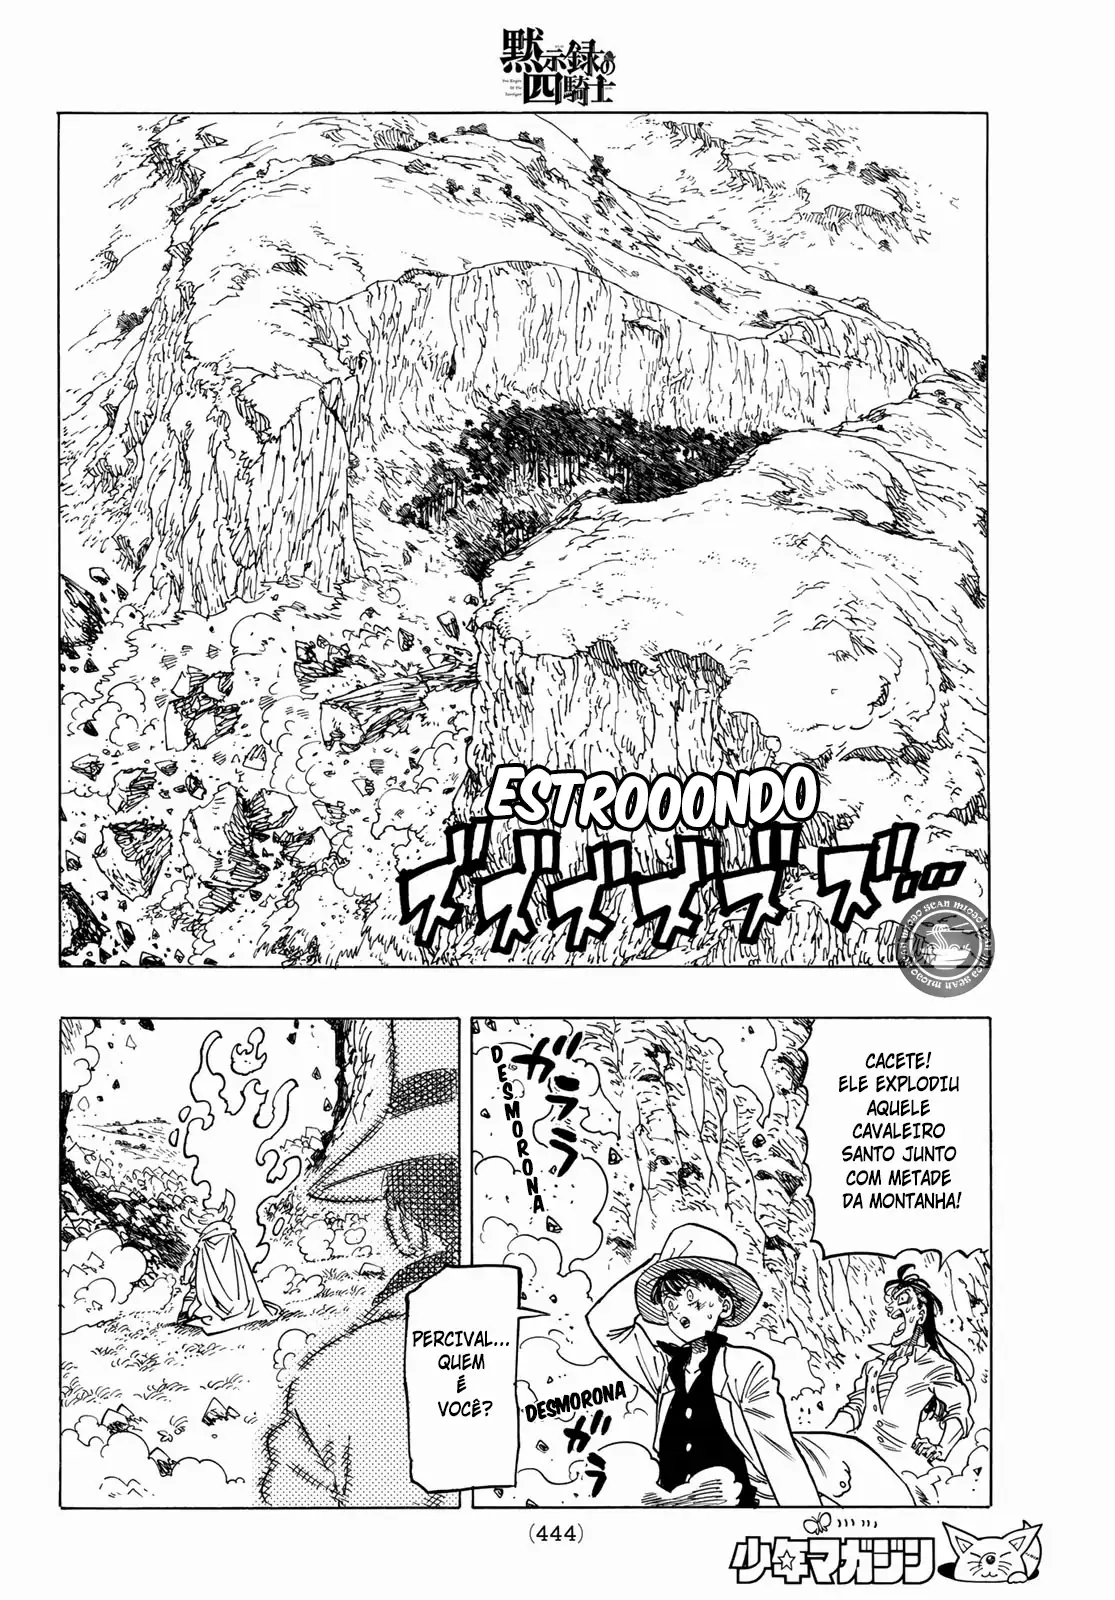 黙示録の
四騎士
ESTROOONDO
ズズズズズズ!...
CACETE!
ELE EXPLODIU
AQUELE
CAVALEIRO
SANTO JUNTO
COM METADE
DA MONTANHA!
ガララ
DESMORONA
DESMORONA
ガラ
PERCIVAL...
QUEM
É
VOCÊ?
(444)
少年マガジン